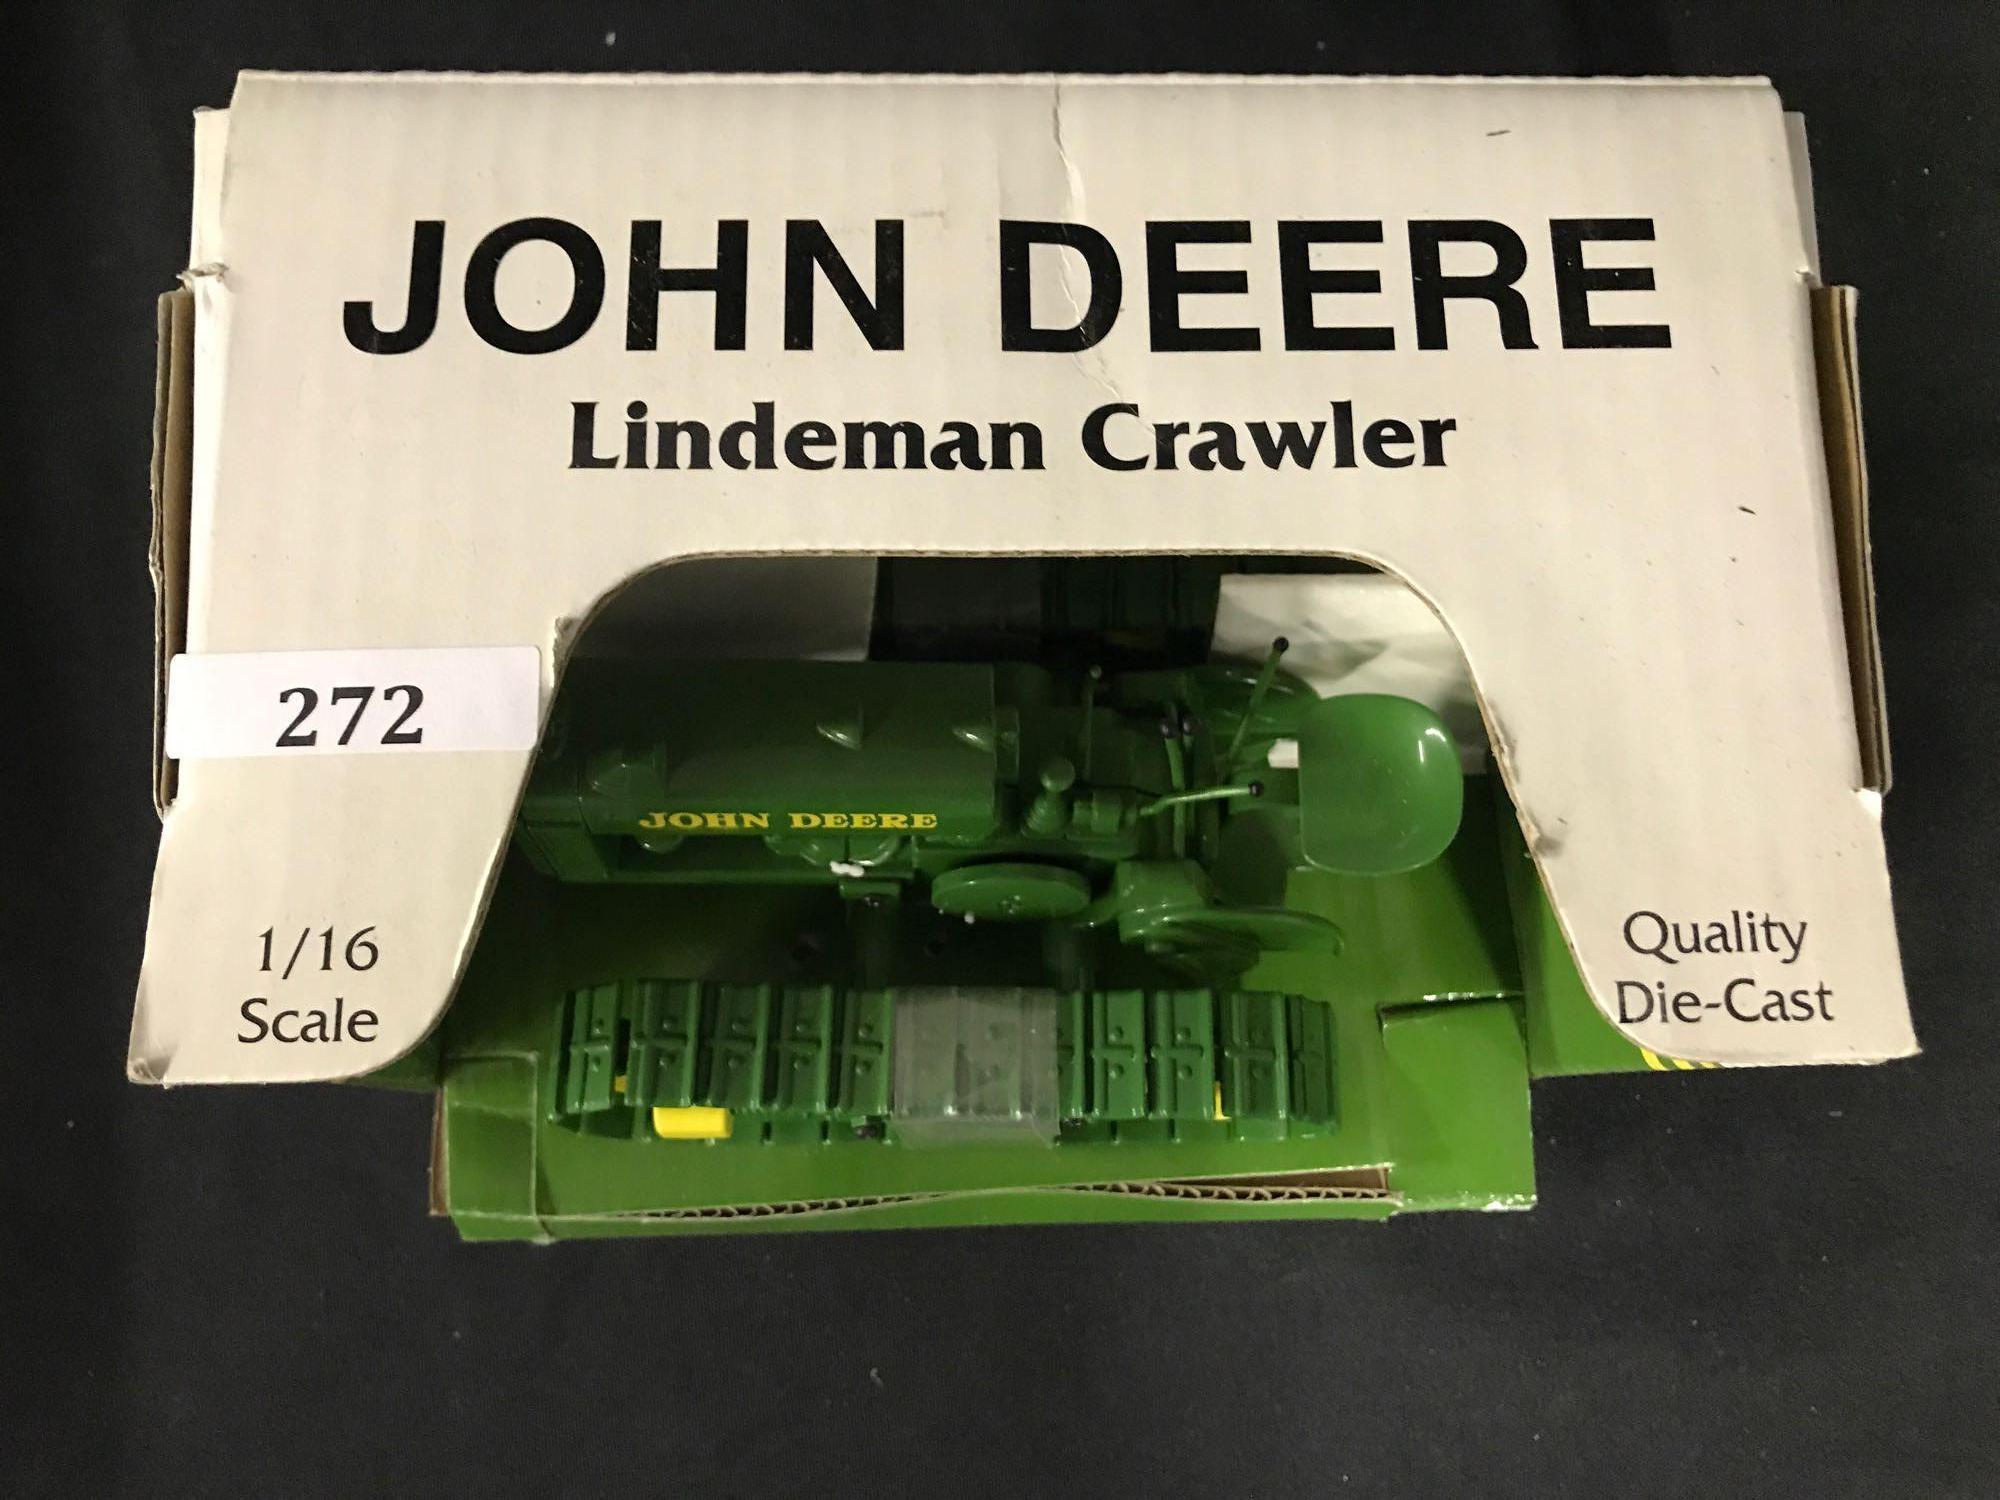 JOHN DEERE
Lindeman Crawler
272
JOHN DEERE
1/16
Scale
Quality
Die-Cast